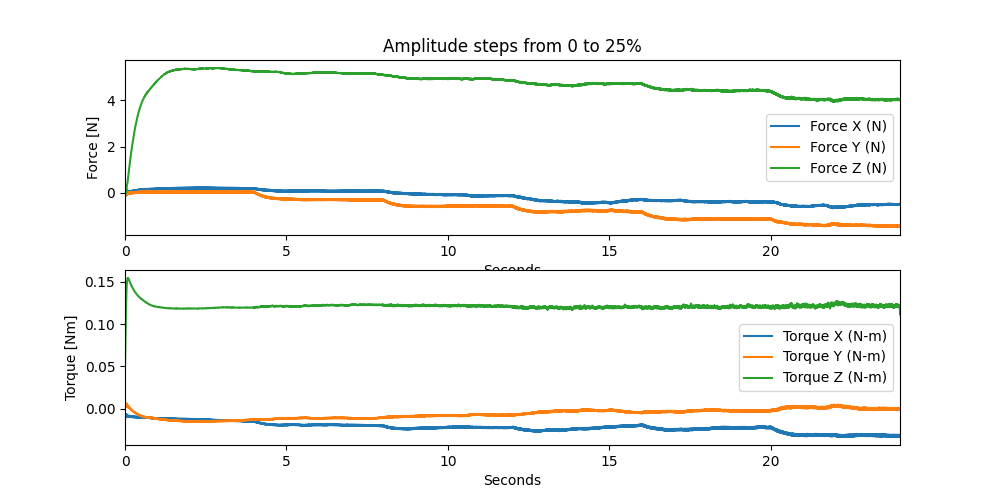 Amplitude steps from 0 to 25%
Force [N]
4
2
0
Force X (N)
Force Y (N)
Force Z (N)
0 5 10 15 20
Seconds
Torque [Nm]
0.15
0.10
0.05
0.00
Torque X (N-m)
Torque Y (N-m)
Torque Z (N-m)
0 5 10 15 20
Seconds